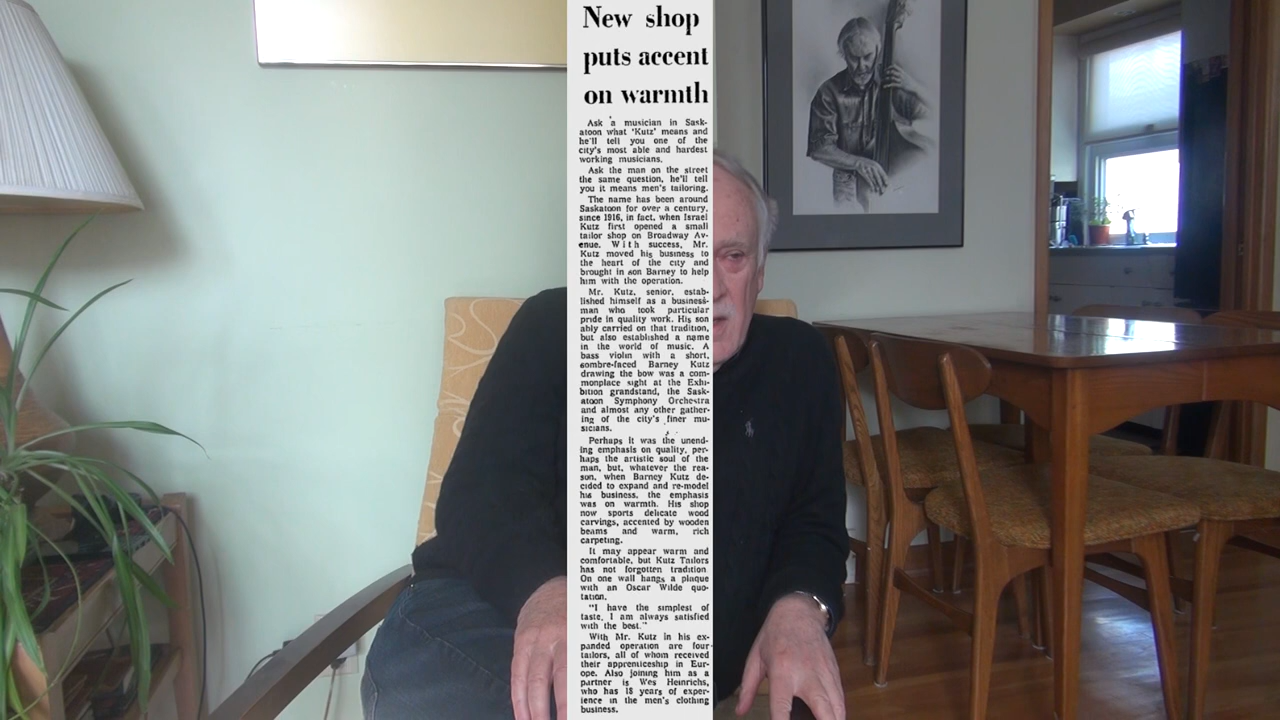 New shop
puts accent
on warmth
Ask a musician in Sask-
atoon what 'Kutz' means and
he'll tell you one of the
city's most able and hardest
working musicians.
Ask the man on the street
the same question, he'll tell
you it means men's tailoring.
The name has been around
Saskatoon for over a century,
since 1916, in fact, when Israel
Kutz first opened a small
tailor shop on Broadway Av-
enue. With success, Mr.
Kutz moved his business to
the heart of the city and
brought in son Barney to help
him with the operation.
Mr. Kutz, senior, estab-
lished himself as a business-
man who took particular
pride in quality work. His son
ably carried on that tradition,
but also established a name
in the world of music. A
bass violin with a short,
sombre-faced Barney Kutz
drawing the bow was a com-
monplace sight at the Exhi-
bition grandstand, the Sask-
atoon Symphony Orchestra
and almost any other gather-
ing of the city's finer mu-
sicians.
Perhaps it was the unend-
ing emphasis on quality, per-
haps the artistic soul of the
man, but, whatever the rea-
son, when Barney Kutz de-
cided to expand and re-model
his business, the emphasis
was on warmth. His shop
now sports delicate wood
carvings, accented by wooden
beams and warm, rich
carpeting.
It may appear warm and
comfortable, but Kutz Tailors
has not forgotten tradition.
On one wall hangs a plaque
with an Oscar Wilde quo-
tation.
"I have the simplest of
taste, I am always satisfied
with the best."
With Mr. Kutz in his ex-
panded operation are four
tailors, all of whom received
their apprenticeship in Eur-
ope. Also joining him as a
partner is Wes Heinrichs,
who has 18 years of exper-
ience in the men's clothing
business.